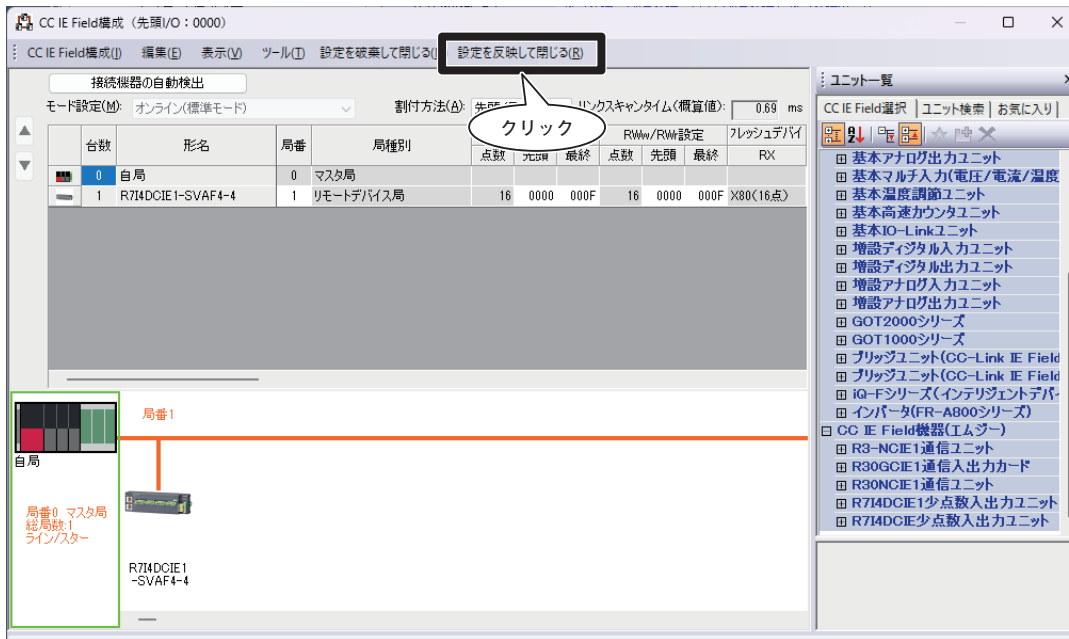 CC IE Field構成（先頭I/O：0000）
CC IE Field構成(I) 編集(E) 表示(V) ツール(T) 設定を破棄して閉じる( 設定を反映して閉じる(R)
接続機器の自動検出
モード設定(M): オンライン(標準モード) 割付方法(A): リンクスキャンタイム(概算値): 0.69 ms
クリック
台数 形名 局番 局種別 点数 先頭 最終 RWw/RWr設定 点数 先頭 最終 フレッシュデバイ RX
0 自局 0 マスタ局
1 R7I4DCIE1-SVAF4-4 1 リモートデバイス局 16 0000 000F 16 0000 000F X80(16点)
局番1
自局
局番0 マスタ局
総局数:1
ライン/スター
R7I4DCIE1
-SVAF4-4
ユニット一覧
CC IE Field選択 ユニット検索 お気に入り
基本アナログ出力ユニット
基本マルチ入力(電圧/電流/温度
基本温度調節ユニット
基本高速カウンタユニット
基本IO-Linkユニット
増設ディジタル入力ユニット
増設ディジタル出力ユニット
増設アナログ入力ユニット
増設アナログ出力ユニット
GOT2000シリーズ
GOT1000シリーズ
ブリッジユニット(CC-Link IE Field
ブリッジユニット(CC-Link IE Field
iQ-Fシリーズ(インテリジェントデバイ
インバータ(FR-A800シリーズ)
CC IE Field機器(エムジー)
R3-NCIE1通信ユニット
R30GCIE1通信入出力カード
R30NCIE1通信ユニット
R7I4DCIE1少点数入出力ユニット
R7I4DCIE少点数入出力ユニット